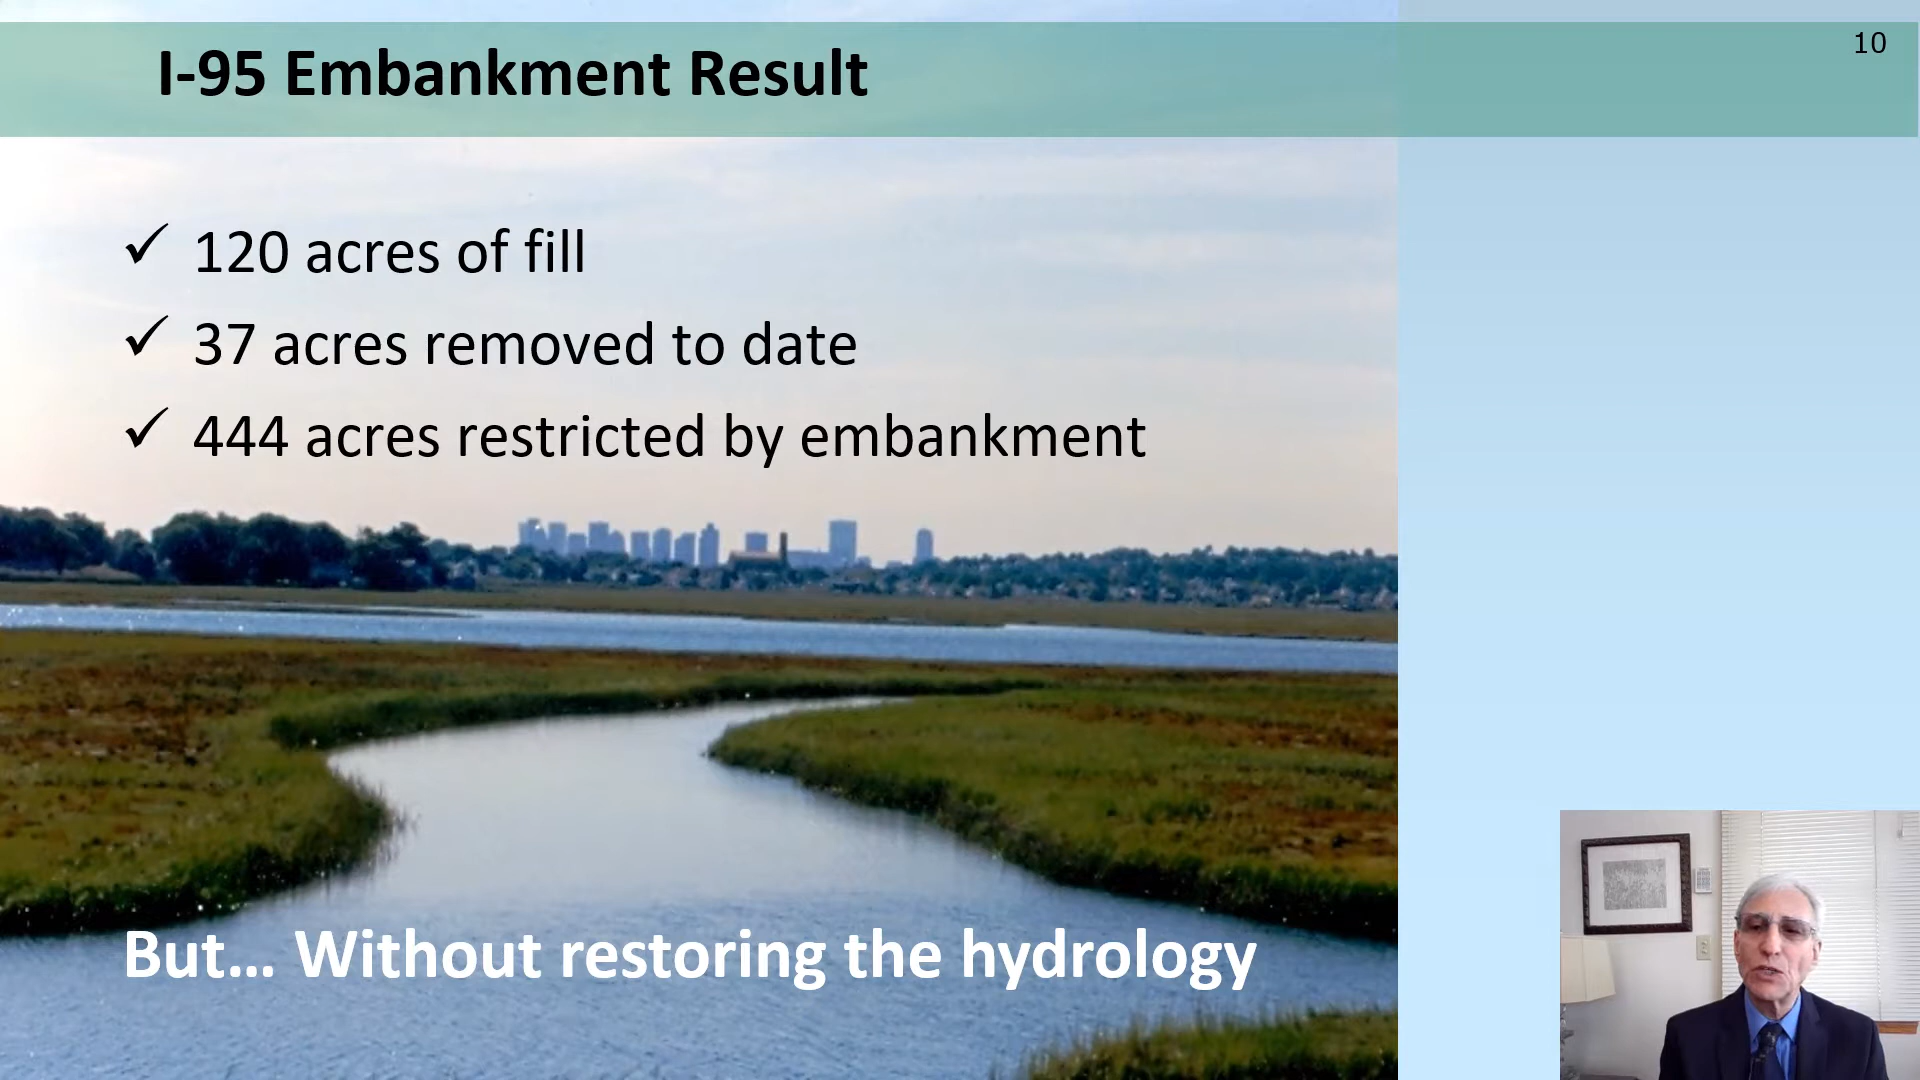 I-95 Embankment Result
10
✓ 120 acres of fill
✓ 37 acres removed to date
✓ 444 acres restricted by embankment
But... Without restoring the hydrology